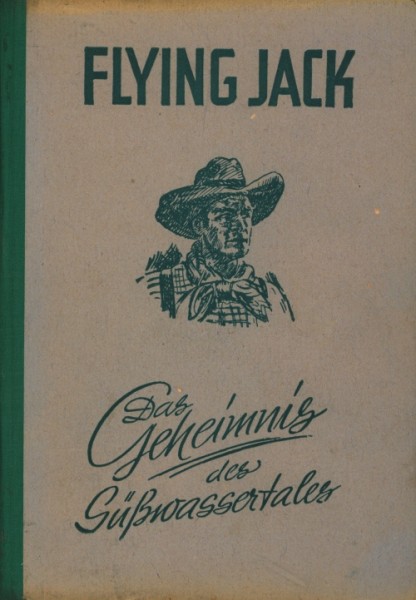 FLYING JACK
Das
Geheimnis
des
Süßwassertales